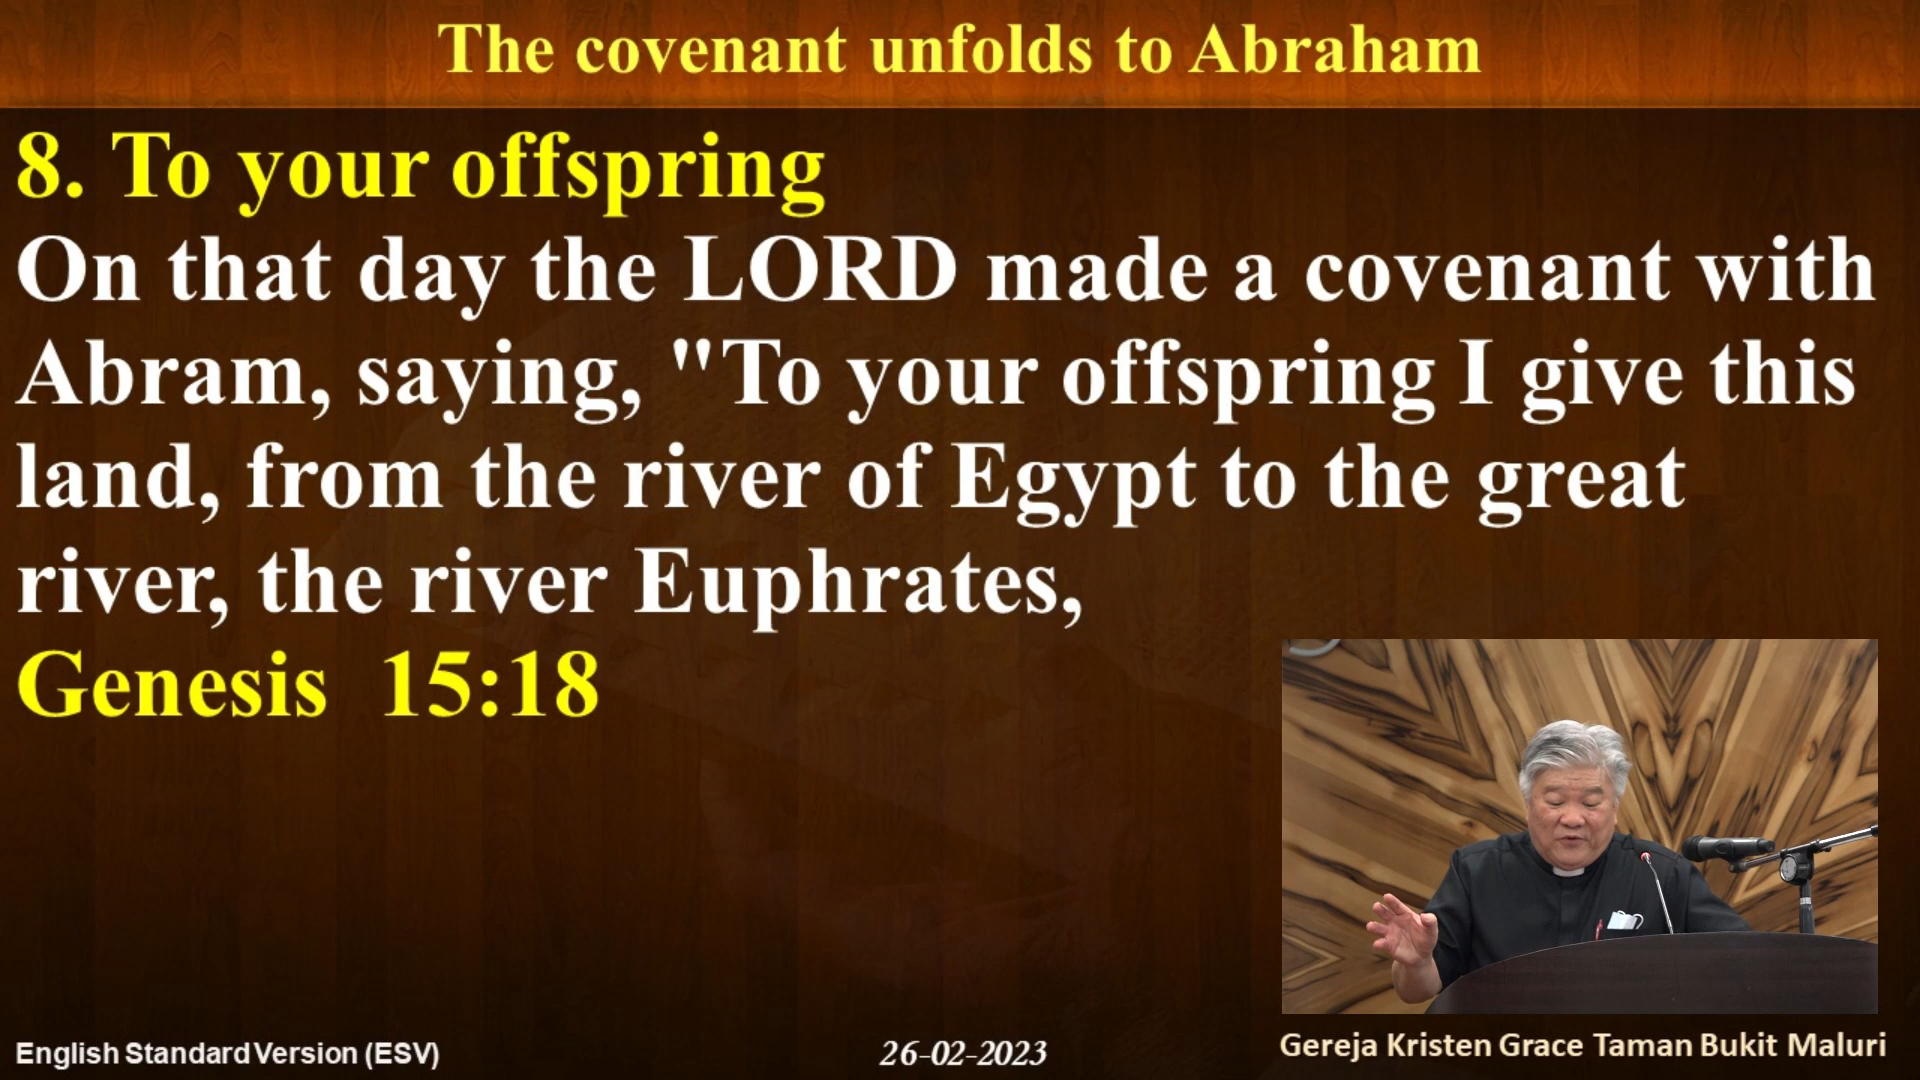 The covenant unfolds to Abraham
8. To your offspring
On that day the LORD made a covenant with
Abram, saying, "To your offspring I give this
land, from the river of Egypt to the great
river, the river Euphrates,
Genesis 15:18
English Standard Version (ESV)
26-02-2023
Gereja Kristen Grace Taman Bukit Maluri